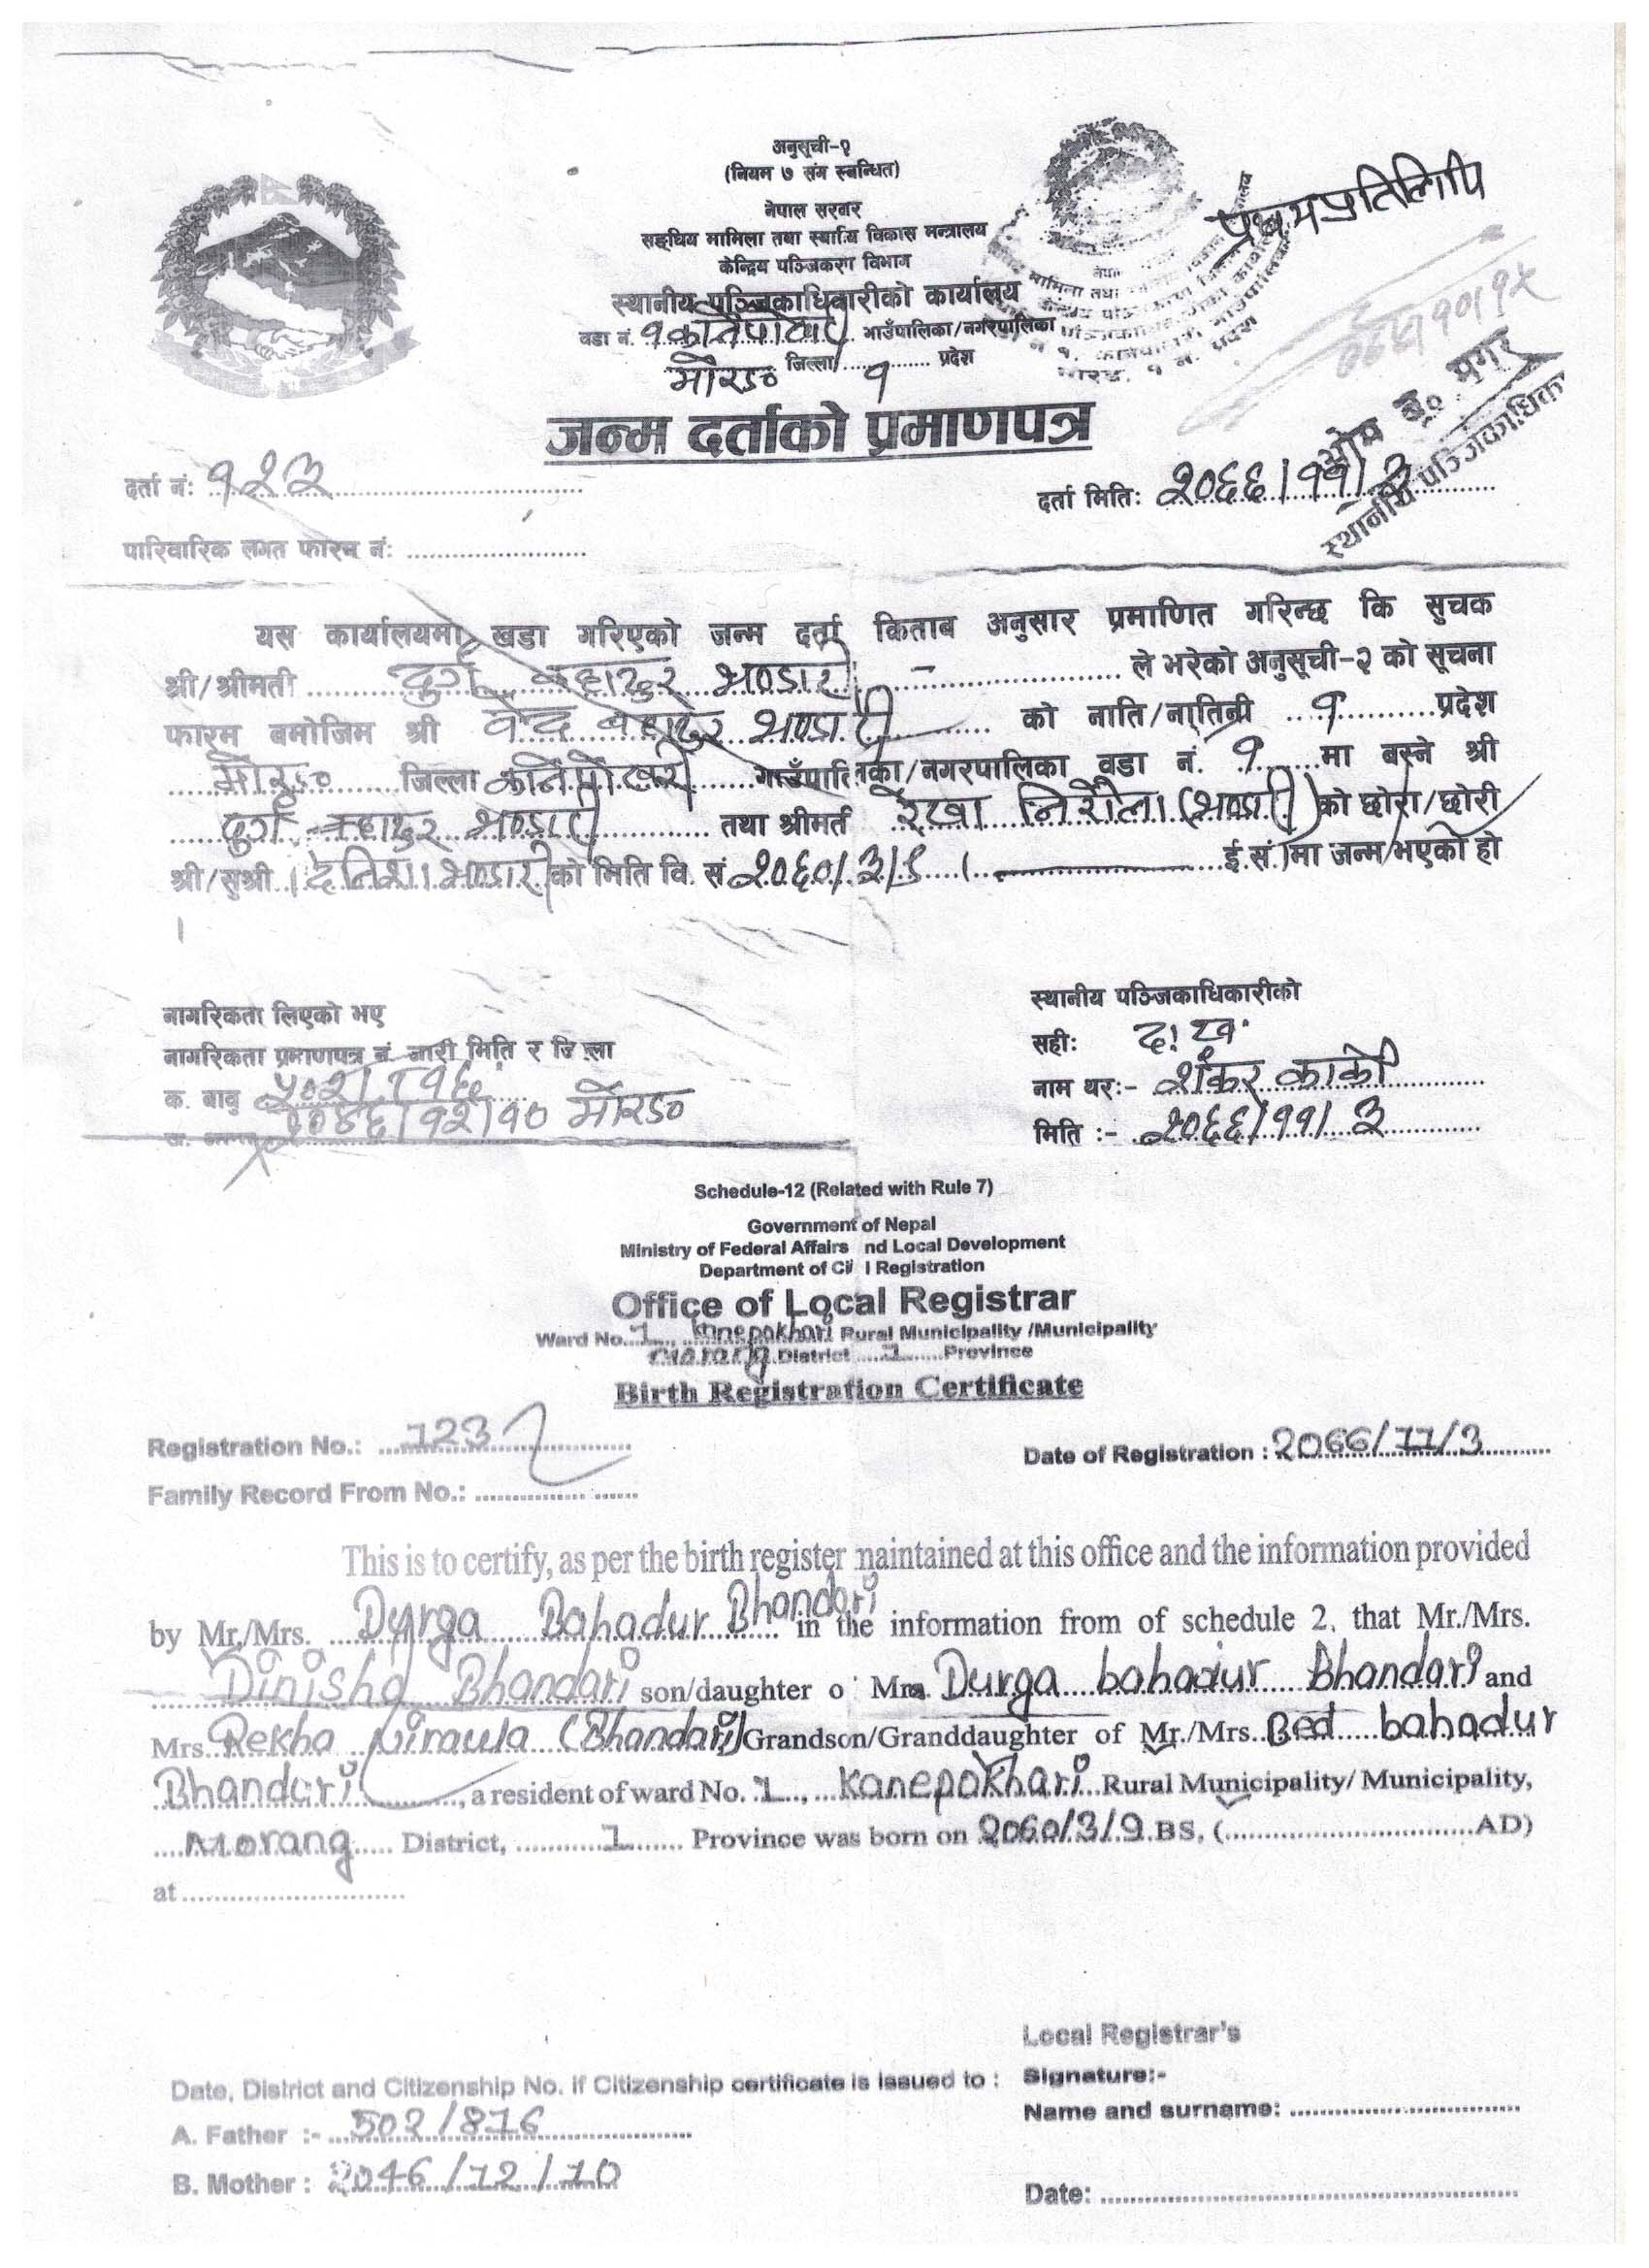 अनुसूची-१
(नियम ७ संग स्बन्धित)
नेपाल सरकार
सङ्घिय मामिला तथा स्थानिय विकास मन्त्रालय
केन्द्रिय पञ्जिकरण विभाग
स्थानीय पञ्जिकाधिकारीको कार्यालय
वडा नं. १ कानेपोखरी गाउँपालिका/नगरपालिका
मोरङ जिल्ला १ प्रदेश
प्रथम प्रतिलिपि
ओम ब. मगर
स्थानीय पञ्जिकाधिकारी
जन्म दर्ताको प्रमाणपत्र
दर्ता नं: १२३
दर्ता मिति: २०६६/११/३
पारिवारिक लगत फारम नं:
यस कार्यालयमा खडा गरिएको जन्म दर्ता किताब अनुसार प्रमाणित गरिन्छ कि सुचक
श्री/श्रीमती दुर्गा बहादुर भण्डारी ले भरेको अनुसूची-२ को सूचना
फारम बमोजिम श्री वेद बहादुर भण्डारी को नाति/नातिनी १ प्रदेश
मोरङ जिल्ला कानेपोखरी गाउँपालिका/नगरपालिका वडा नं. १ मा बस्ने श्री
दुर्गा बहादुर भण्डारी तथा श्रीमती रेखा निरौला (भण्डारी) को छोरा/छोरी
श्री/सुश्री दिनिशा भण्डारी को मिति वि. सं २०६०/३/९ ( ई.सं.)मा जन्म भएको हो
।
नागरिकता लिएको भए
नागरिकता प्रमाणपत्र नं जारी मिति र जिल्ला
क. बाबु ५०२/८१६
२०४६/१२/१० मोरङ
स्थानीय पञ्जिकाधिकारीको
सही: द:ख
नाम थर:- शंकर कार्की
मिति :- २०६६/११/३
Schedule-12 (Related with Rule 7)
Government of Nepal
Ministry of Federal Affairs nd Local Development
Department of Civil Registration
Office of Local Registrar
Ward No. 1, Kanepokhari Rural Municipality /Municipality
Morang District 1 Province
Birth Registration Certificate
Registration No.: 123
Date of Registration : 2066/11/3
Family Record From No.:
This is to certify, as per the birth register maintained at this office and the information provided
by Mr./Mrs. Durga Bahadur Bhandari in the information from of schedule 2, that Mr./Mrs.
Dinisha Bhandari son/daughter o Mrs. Durga bahadur Bhandari and
Mrs. Rekha Niraula (Bhandari) Grandson/Granddaughter of Mr./Mrs. Bed bahadur
Bhandari, a resident of ward No. 1, Kanepokhari Rural Municipality/ Municipality,
Morang District, 1 Province was born on 2060/3/9 BS, ( AD)
at
Local Registrar's
Date, District and Citizenship No. if Citizenship certificate is issued to :
Signature:-
A. Father :- 502/816
Name and surname:
B. Mother : 2046/12/10
Date: